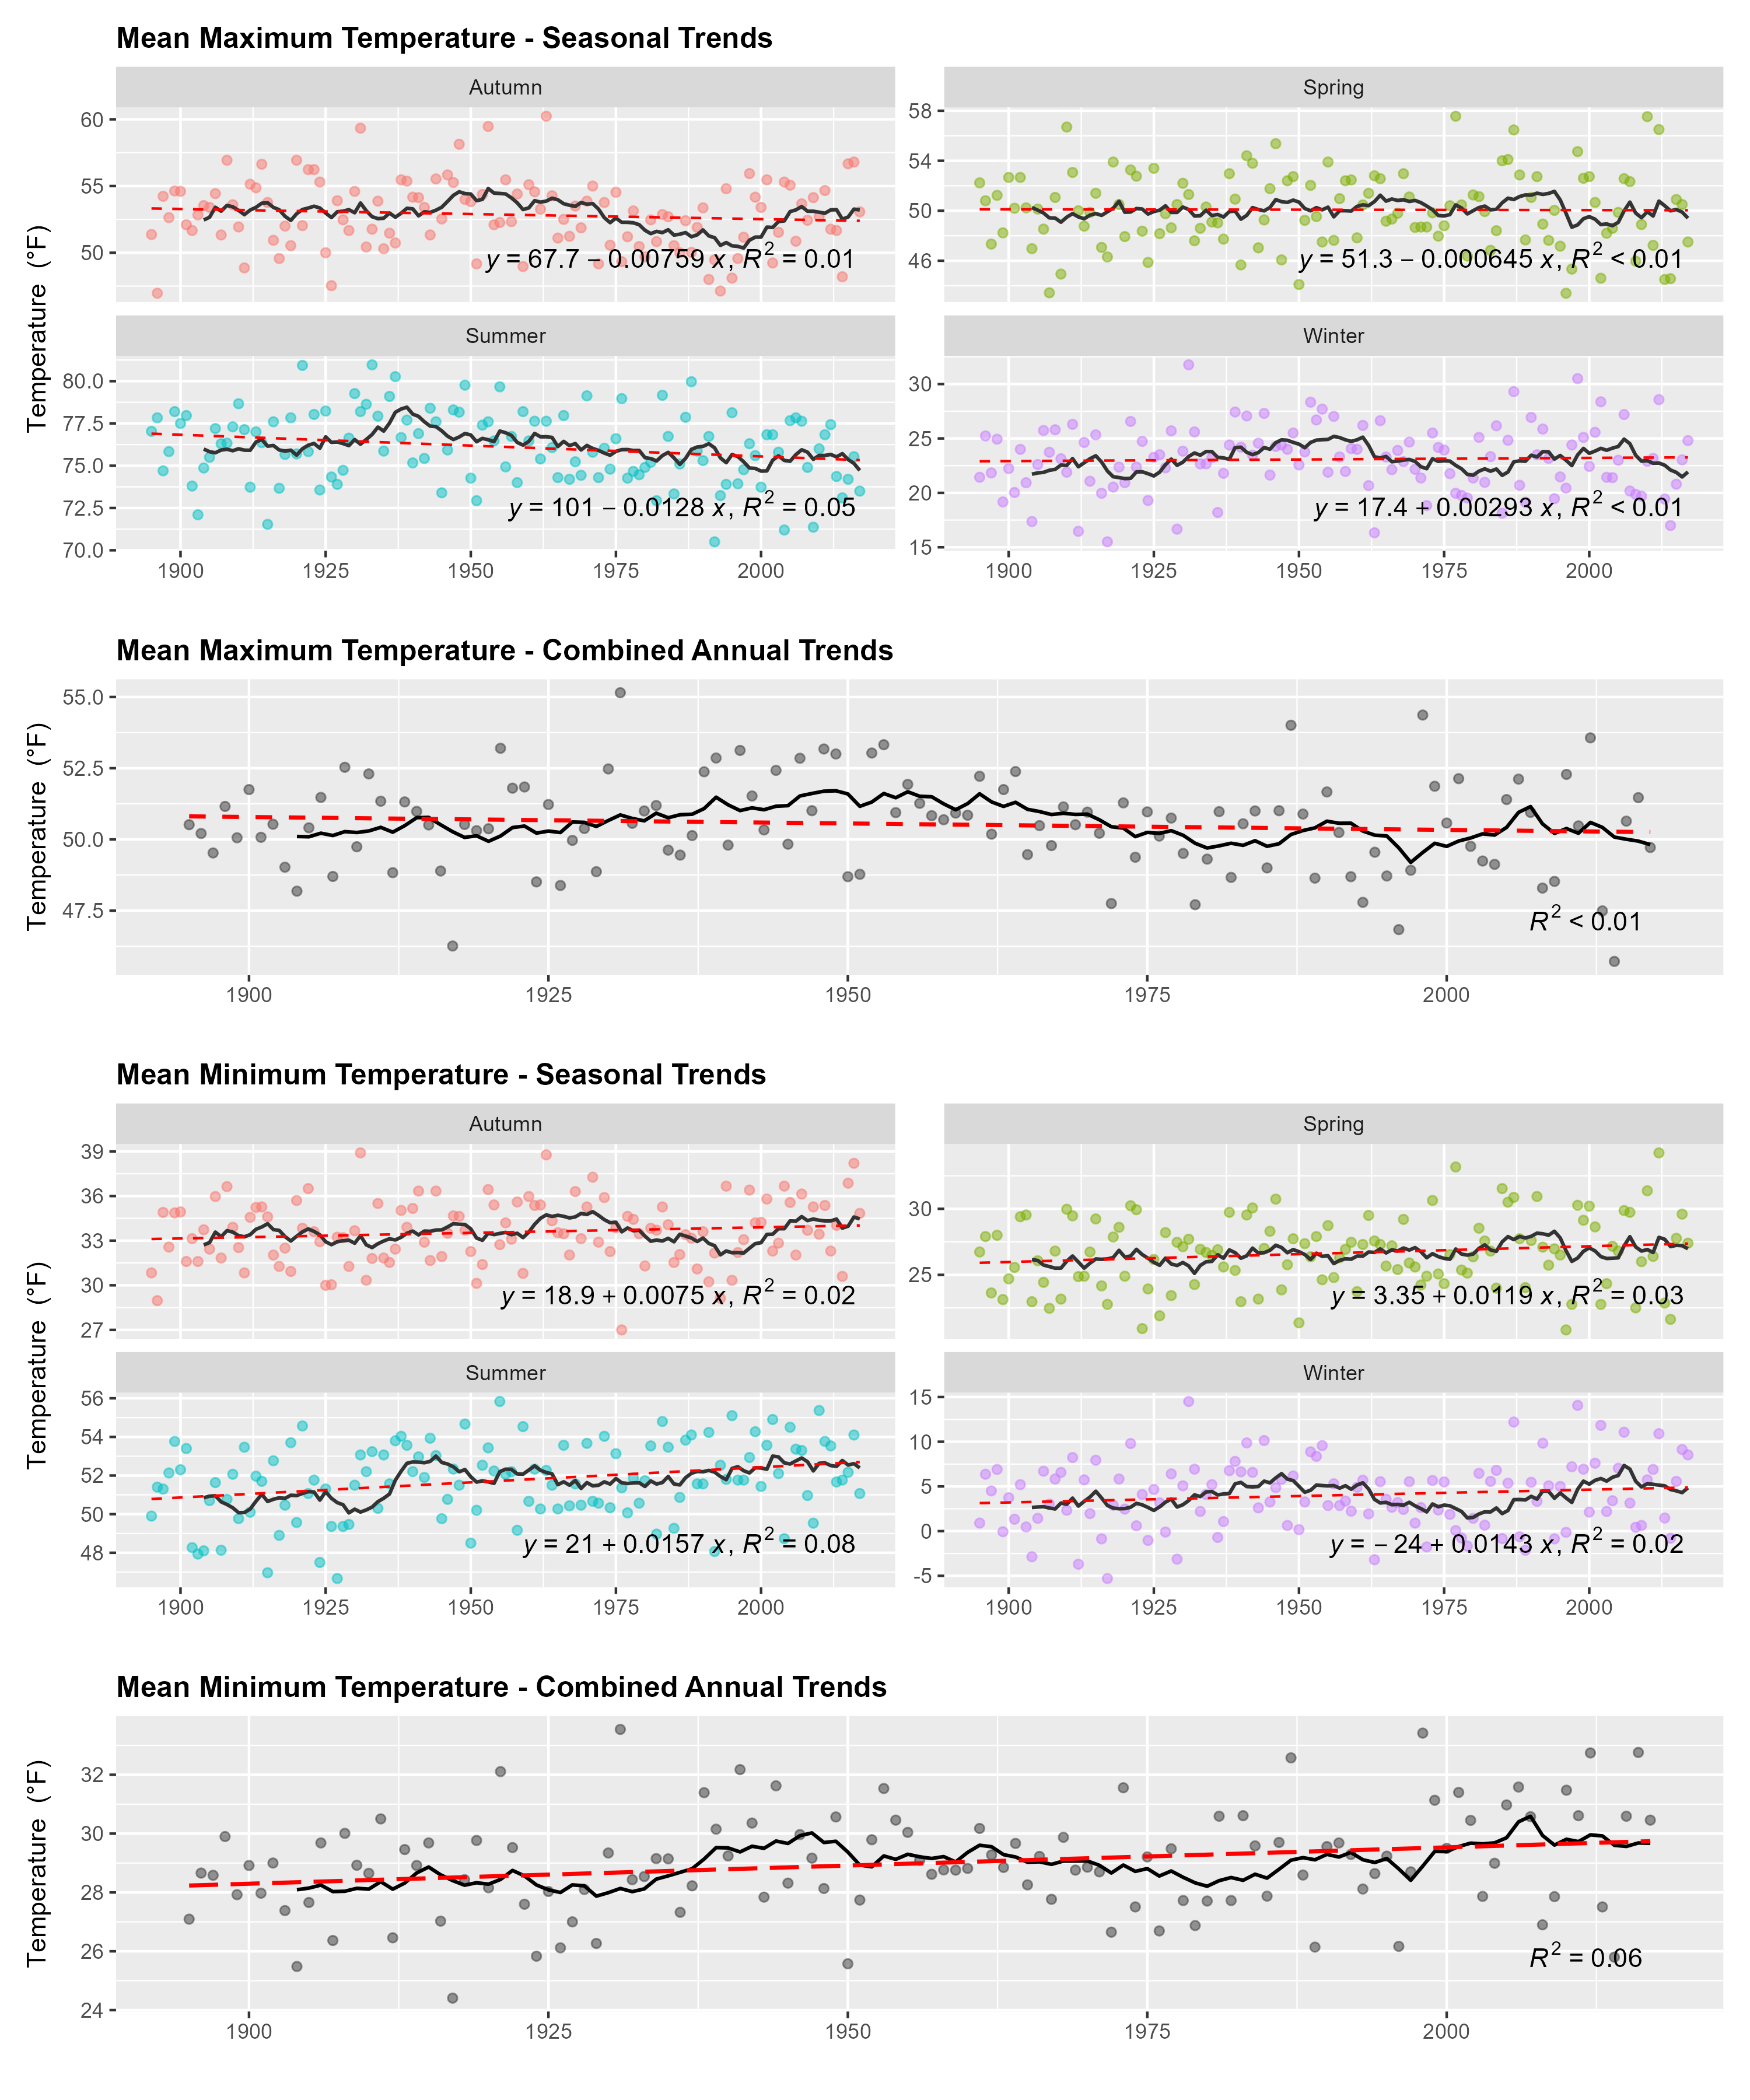 Mean Maximum Temperature - Seasonal Trends
Autumn
Spring
60
55
50
58
54
50
46
y = 67.7 − 0.00759 x, R² = 0.01
y = 51.3 − 0.000645 x, R² < 0.01
Temperature (°F)
Summer
Winter
80.0
77.5
75.0
72.5
70.0
30
25
20
15
y = 101 − 0.0128 x, R² = 0.05
y = 17.4 + 0.00293 x, R² < 0.01
1900 1925 1950 1975 2000
1900 1925 1950 1975 2000
Mean Maximum Temperature - Combined Annual Trends
Temperature (°F)
55.0
52.5
50.0
47.5
R² < 0.01
1900 1925 1950 1975 2000
Mean Minimum Temperature - Seasonal Trends
Autumn
Spring
39
36
33
30
27
30
25
y = 18.9 + 0.0075 x, R² = 0.02
y = 3.35 + 0.0119 x, R² = 0.03
Temperature (°F)
Summer
Winter
56
54
52
50
48
15
10
5
0
-5
y = 21 + 0.0157 x, R² = 0.08
y = − 24 + 0.0143 x, R² = 0.02
1900 1925 1950 1975 2000
1900 1925 1950 1975 2000
Mean Minimum Temperature - Combined Annual Trends
Temperature (°F)
32
30
28
26
24
R² = 0.06
1900 1925 1950 1975 2000